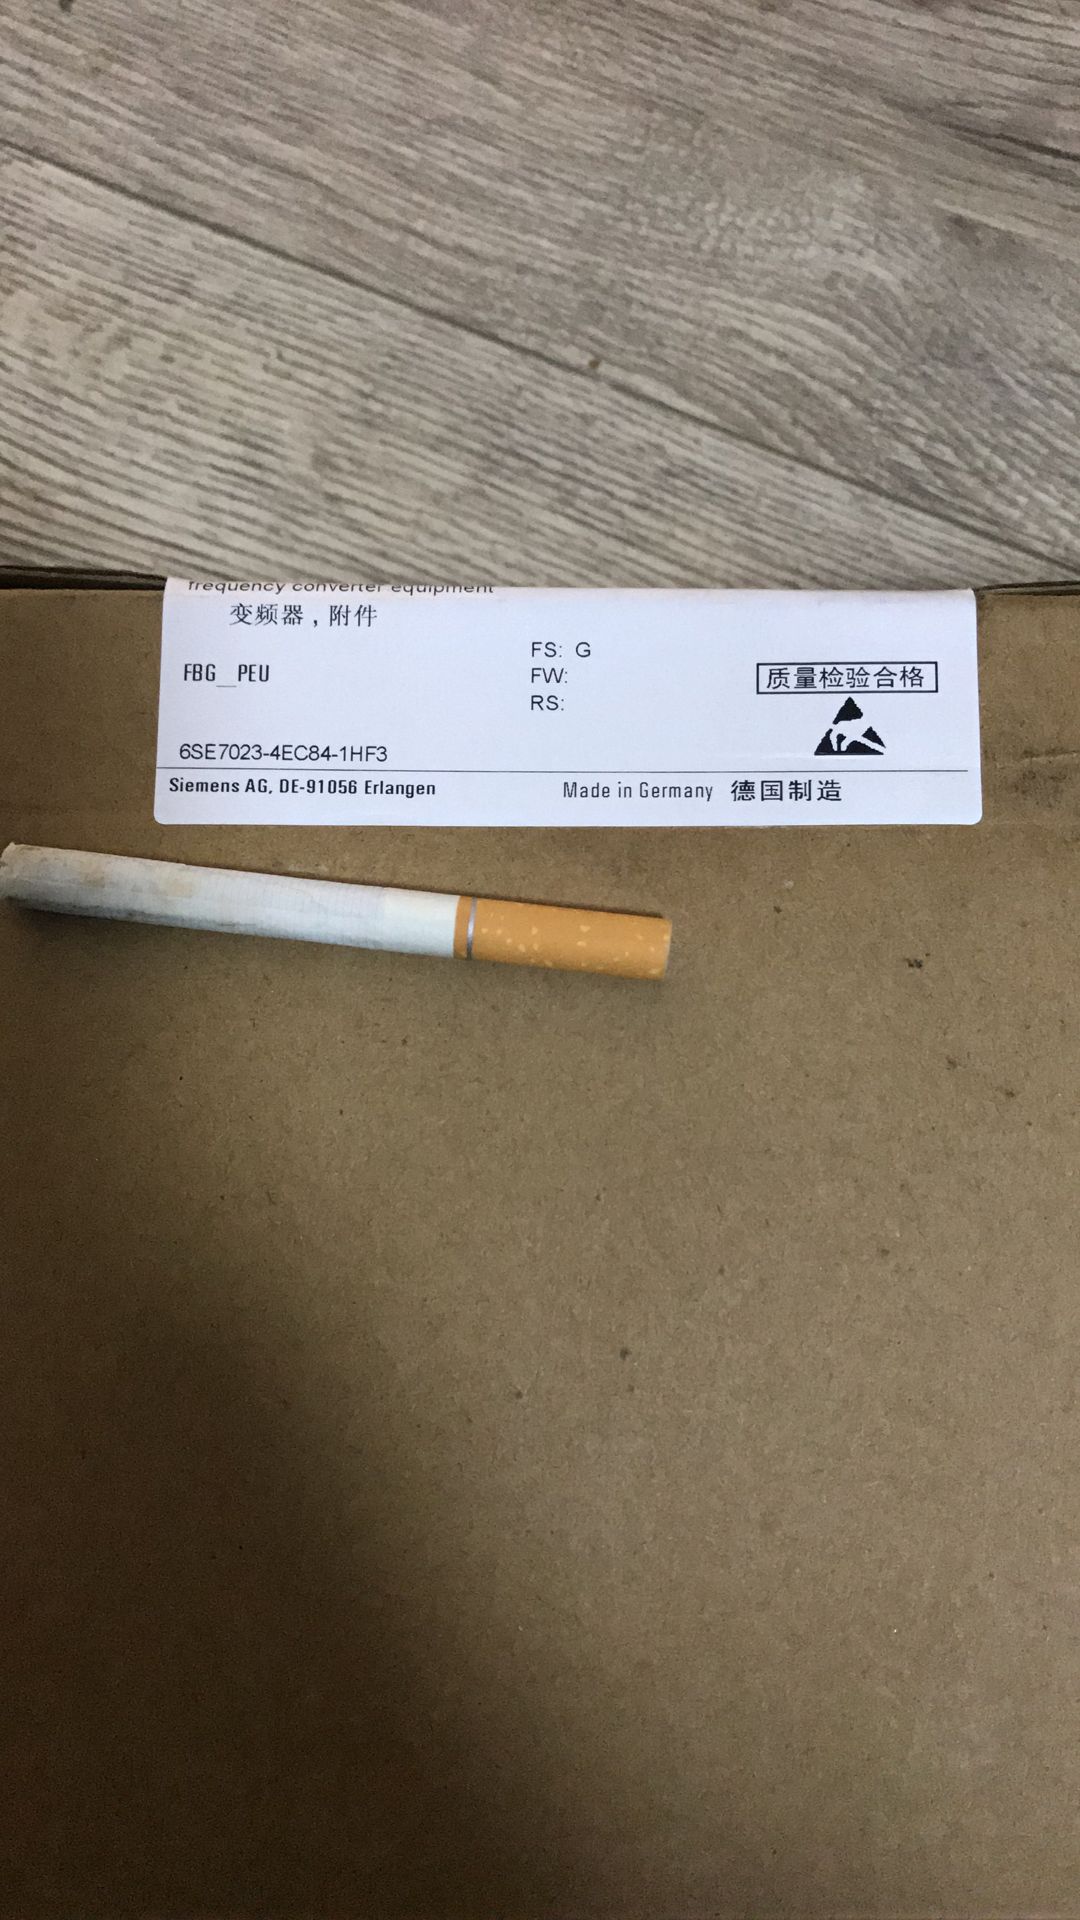 frequency converter equipment
变频器，附件
FS: G
FBG__PEU
FW:
质量检验合格
RS:
6SE7023-4EC84-1HF3
Siemens AG, DE-91056 Erlangen
Made in Germany 德国制造